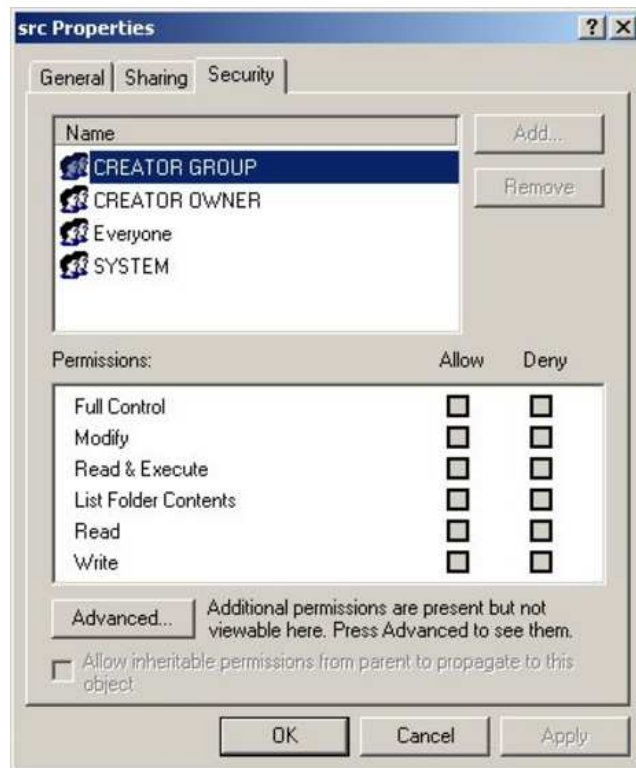 src Properties
General Sharing Security
Name
Add...
CREATOR GROUP
Remove
CREATOR OWNER
Everyone
SYSTEM
Permissions: Allow Deny
Full Control
Modify
Read & Execute
List Folder Contents
Read
Write
Advanced... Additional permissions are present but not
viewable here. Press Advanced to see them.
Allow inheritable permissions from parent to propagate to this
object
OK Cancel Apply